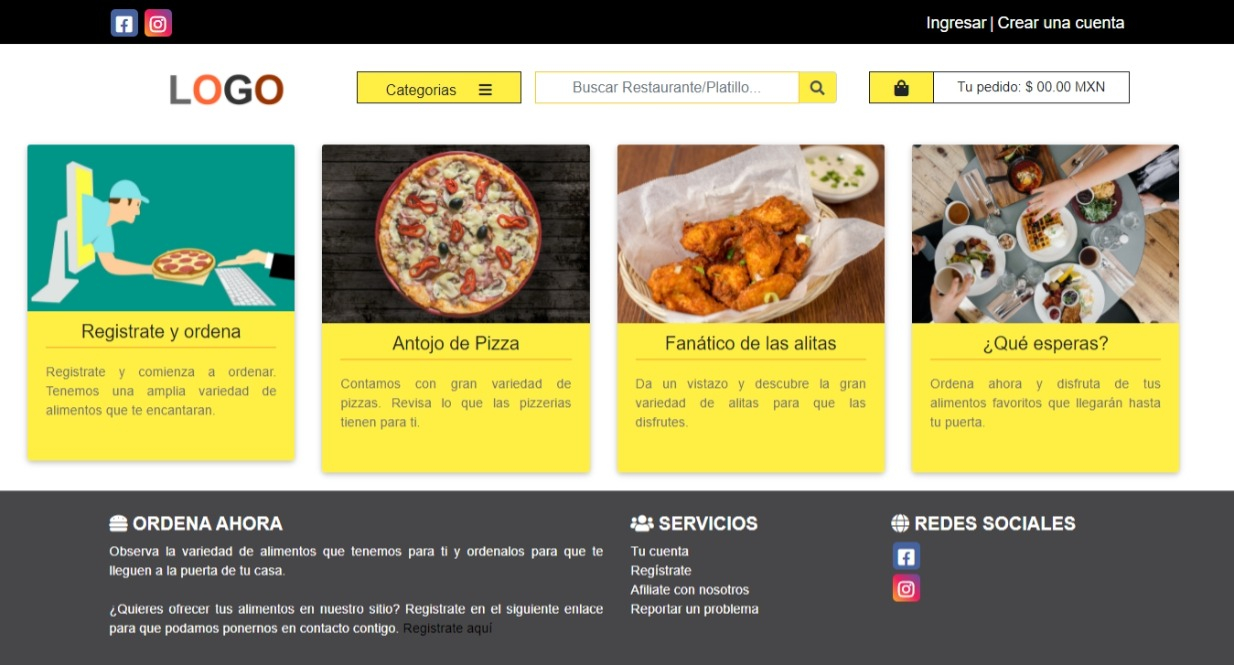 Ingresar | Crear una cuenta
LOGO
Categorias
Buscar Restaurante/Platillo...
Tu pedido: $ 00.00 MXN
Registrate y ordena
Registrate y comienza a ordenar.
Tenemos una amplia variedad de
alimentos que te encantaran.
Antojo de Pizza
Contamos con gran variedad de
pizzas. Revisa lo que las pizzerias
tienen para ti.
Fanático de las alitas
Da un vistazo y descubre la gran
variedad de alitas para que las
disfrutes.
¿Qué esperas?
Ordena ahora y disfruta de tus
alimentos favoritos que llegarán hasta
tu puerta.
ORDENA AHORA
Observa la variedad de alimentos que tenemos para ti y ordenalos para que te
lleguen a la puerta de tu casa.
¿Quieres ofrecer tus alimentos en nuestro sitio? Registrate en el siguiente enlace
para que podamos ponernos en contacto contigo. Registrate aquí
SERVICIOS
Tu cuenta
Regístrate
Afiliate con nosotros
Reportar un problema
REDES SOCIALES